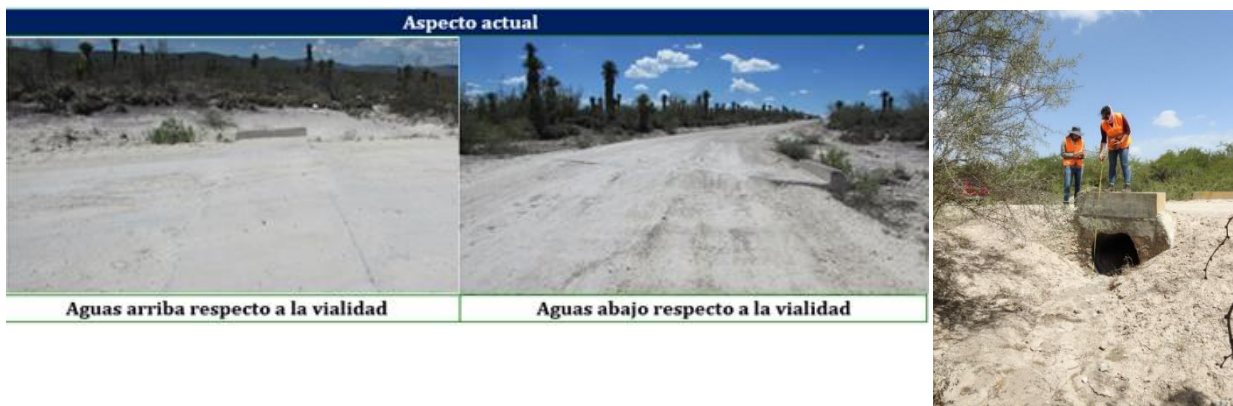 Aspecto actual
Aguas arriba respecto a la vialidad
Aguas abajo respecto a la vialidad